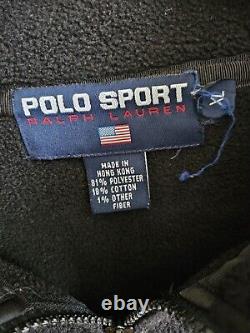 POLO SPORT
RALPH LAUREN
XL
MADE IN
HONG KONG
81% POLYESTER
18% COTTON
1% OTHER
FIBER